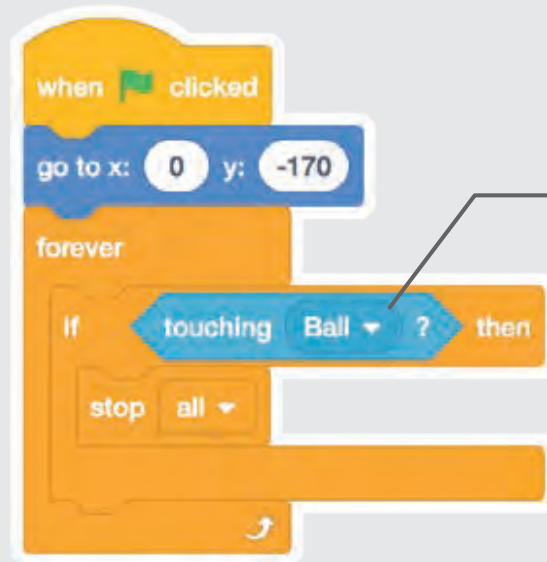 when clicked
go to x: 0 y: -170
forever
if touching Ball ? then
stop all